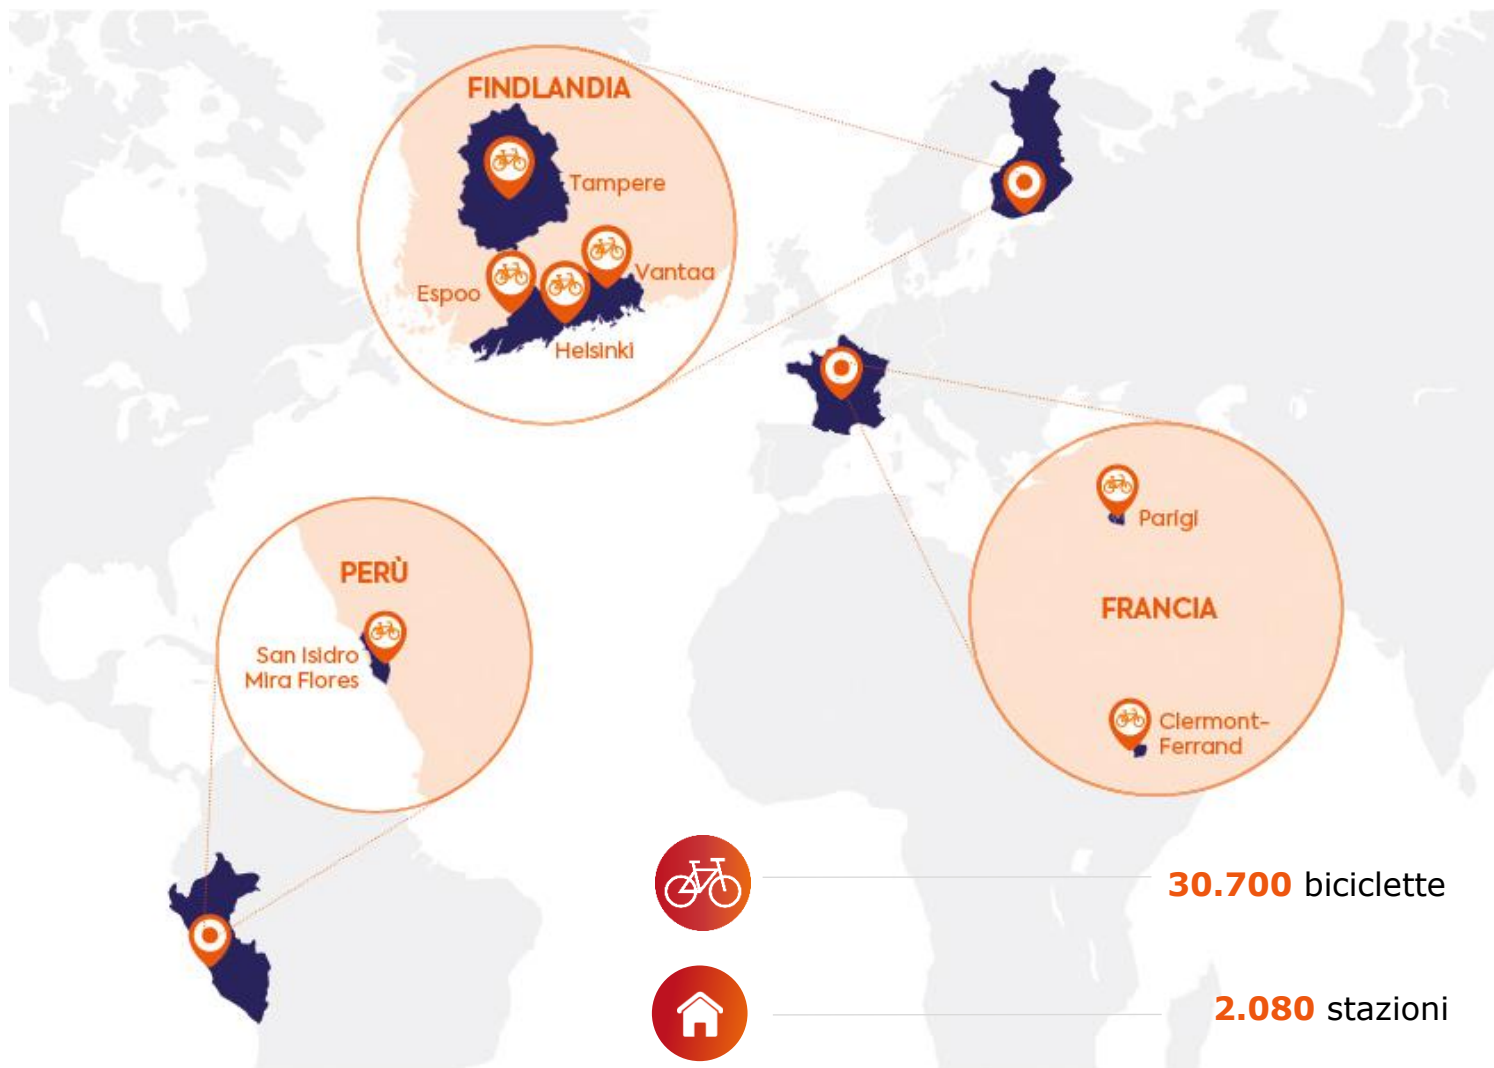 FINDLANDIA
Tampere
Vantaa
Espoo
Helsinki
PERÙ
San Isidro
Mira Flores
Parigi
FRANCIA
Clermont-
Ferrand
30.700 biciclette
2.080 stazioni